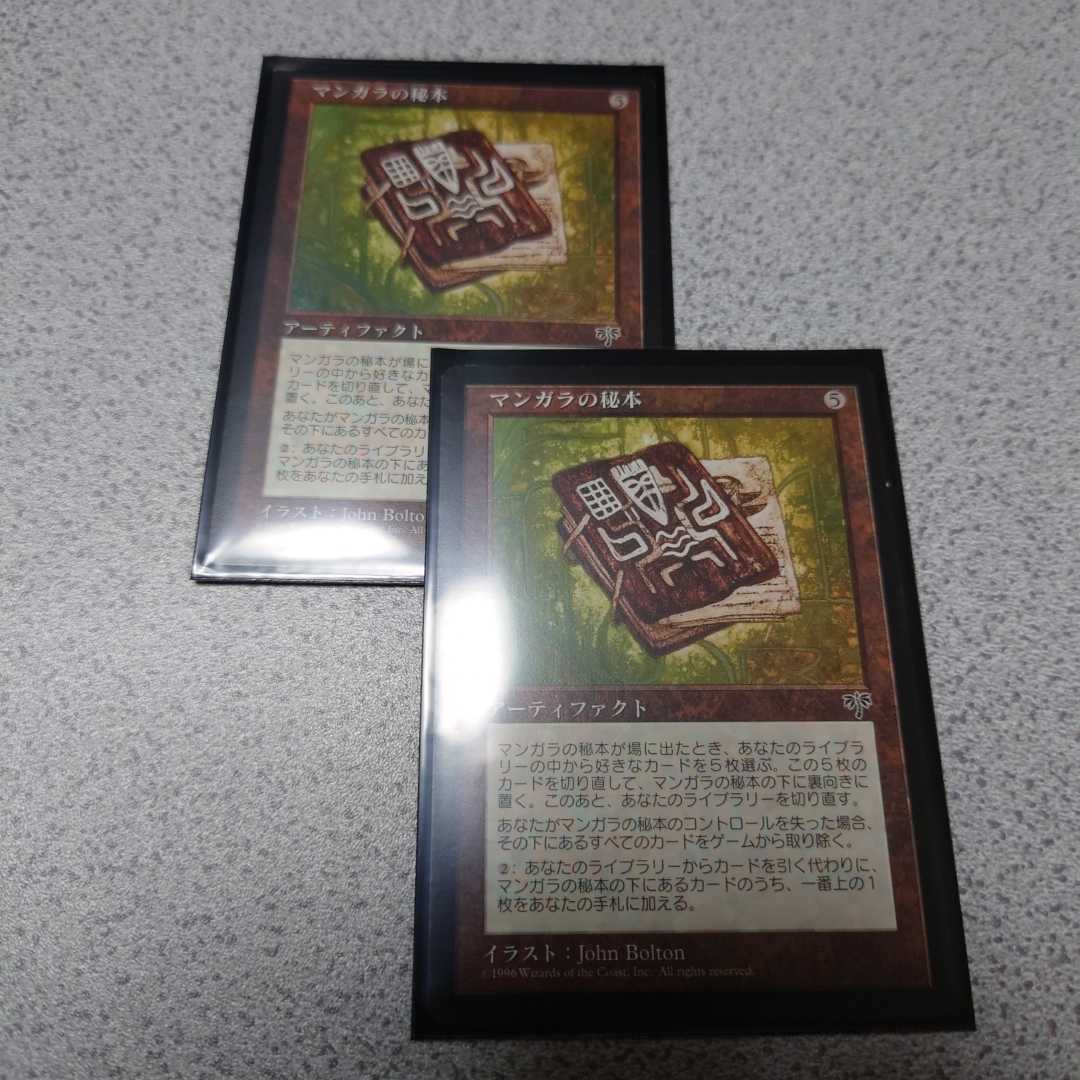 マンガラの秘本 5
アーティファクト
マンガラの秘本が場に
リーの中から好きなカ
カードを切り直して、
置く。このあと、あなた
あなたがマンガラの秘本
その下にあるすべてのカ
②: あなたのライブラリ
マンガラの秘本の下にあ
枚をあなたの手札に加え
イラスト:John Bolto
Inc. All
マンガラの秘本 5
アーティファクト
マンガラの秘本が場に出たとき、あなたのライブラ
リーの中から好きなカードを5枚選ぶ。この5枚の
カードを切り直して、マンガラの秘本の下に裏向きに
置く。このあと、あなたのライブラリーを切り直す。
あなたがマンガラの秘本のコントロールを失った場合、
その下にあるすべてのカードをゲームから取り除く。
②: あなたのライブラリーからカードを引く代わりに、
マンガラの秘本の下にあるカードのうち、一番上の1
枚をあなたの手札に加える。
イラスト:John Bolton
©1996 Wizards of the Coast, Inc. All rights reserved.